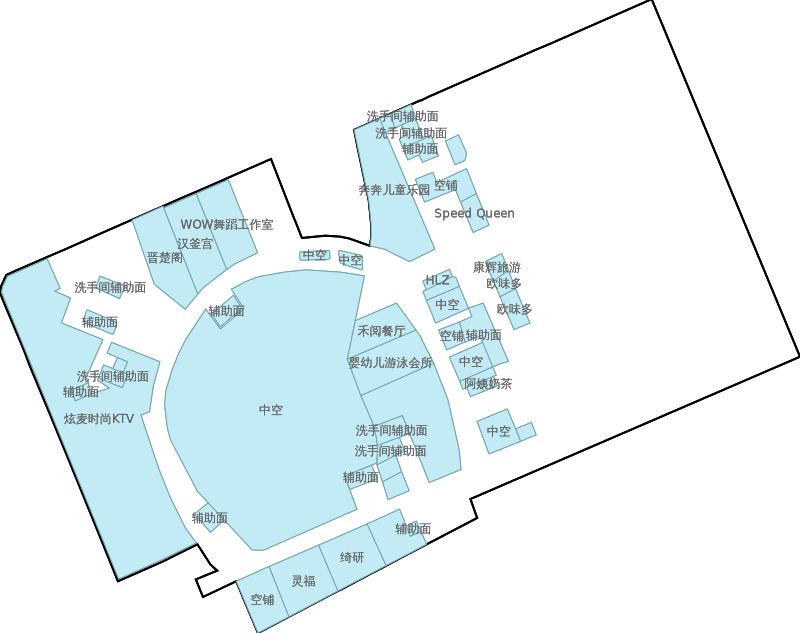 洗手间辅助面
洗手间辅助面
辅助面
奔奔儿童乐园
空铺
Speed Queen
WOW舞蹈工作室
汉釜宫
晋楚阁
中空
中空
康辉旅游
HLZ
欧味多
洗手间辅助面
中空
欧味多
辅助面
辅助面
禾阅餐厅
空铺
辅助面
婴幼儿游泳会所
中空
洗手间辅助面
阿姨奶茶
辅助面
中空
炫麦时尚KTV
洗手间辅助面
中空
洗手间辅助面
辅助面
辅助面
辅助面
绮研
灵福
空铺